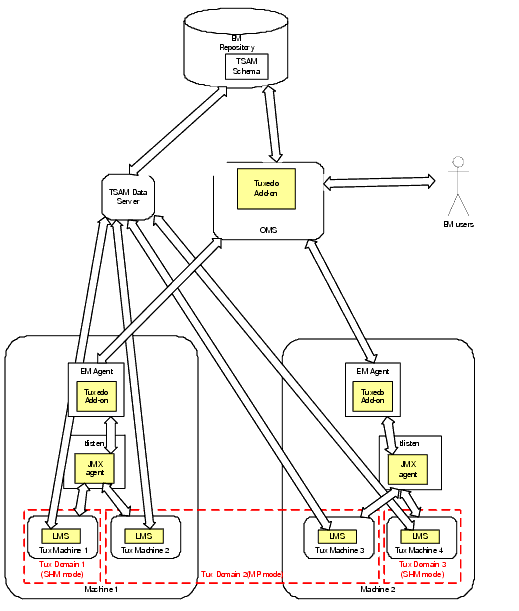 EM
Repository
TSAM
Schema
TSAM Data
Server
Tuxedo
Add-on
OMS
EM users
EM Agent
Tuxedo
Add-on
tlisten
JMX
agent
LMS
Tux Machine 1
LMS
Tux Machine 2
Tux Domain 1
(SHM mode)
Machine 1
Tux Domain 2(MP mode)
EM Agent
Tuxedo
Add-on
tlisten
JMX
agent
LMS
Tux Machine 3
LMS
Tux Machine 4
Tux Domain 3
(SHM mode)
Machine 2